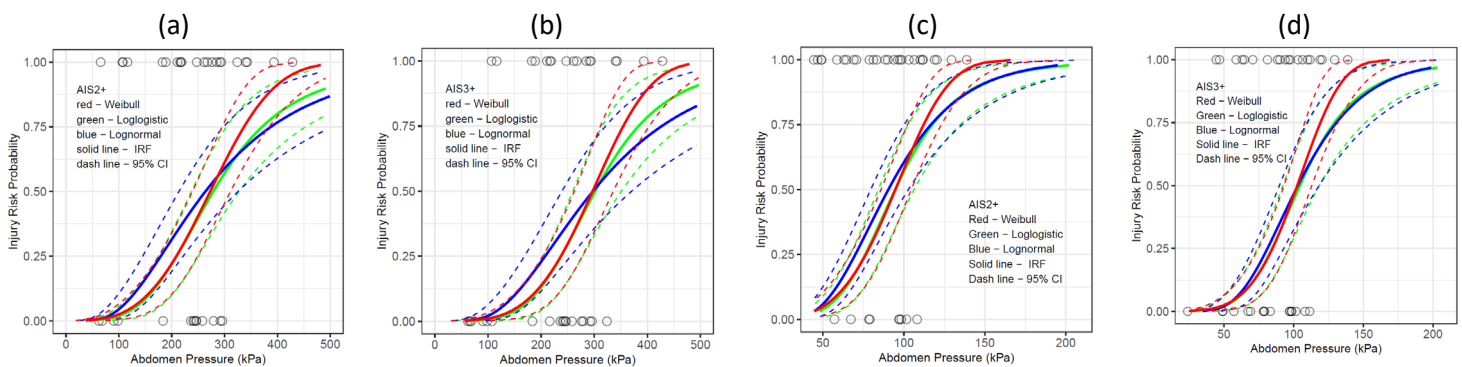 (a)
1.00
0.75
0.50
0.25
0.00
Injury Risk Probability
AIS2+
red − Weibull
green − Loglogistic
blue − Lognormal
solid line − IRF
dash line − 95% CI
0 100 200 300 400 500
Abdomen Pressure (kPa)
(b)
1.00
0.75
0.50
0.25
0.00
Injury Risk Probability
AIS3+
red − Weibull
green − Loglogistic
blue − Lognormal
solid line − IRF
dash line − 95% CI
0 100 200 300 400 500
Abdomen Pressure (kPa)
(c)
1.00
0.75
0.50
0.25
0.00
Injury Risk Probability
AIS2+
Red − Weibull
Green − Loglogistic
Blue − Lognormal
Solid line − IRF
Dash line − 95% CI
50 100 150 200
Abdomen Pressure (kPa)
(d)
1.00
0.75
0.50
0.25
0.00
Injury Risk Probability
AIS3+
Red − Weibull
Green − Loglogistic
Blue − Lognormal
Solid line − IRF
Dash line − 95% CI
50 100 150 200
Abdomen Pressure (kPa)